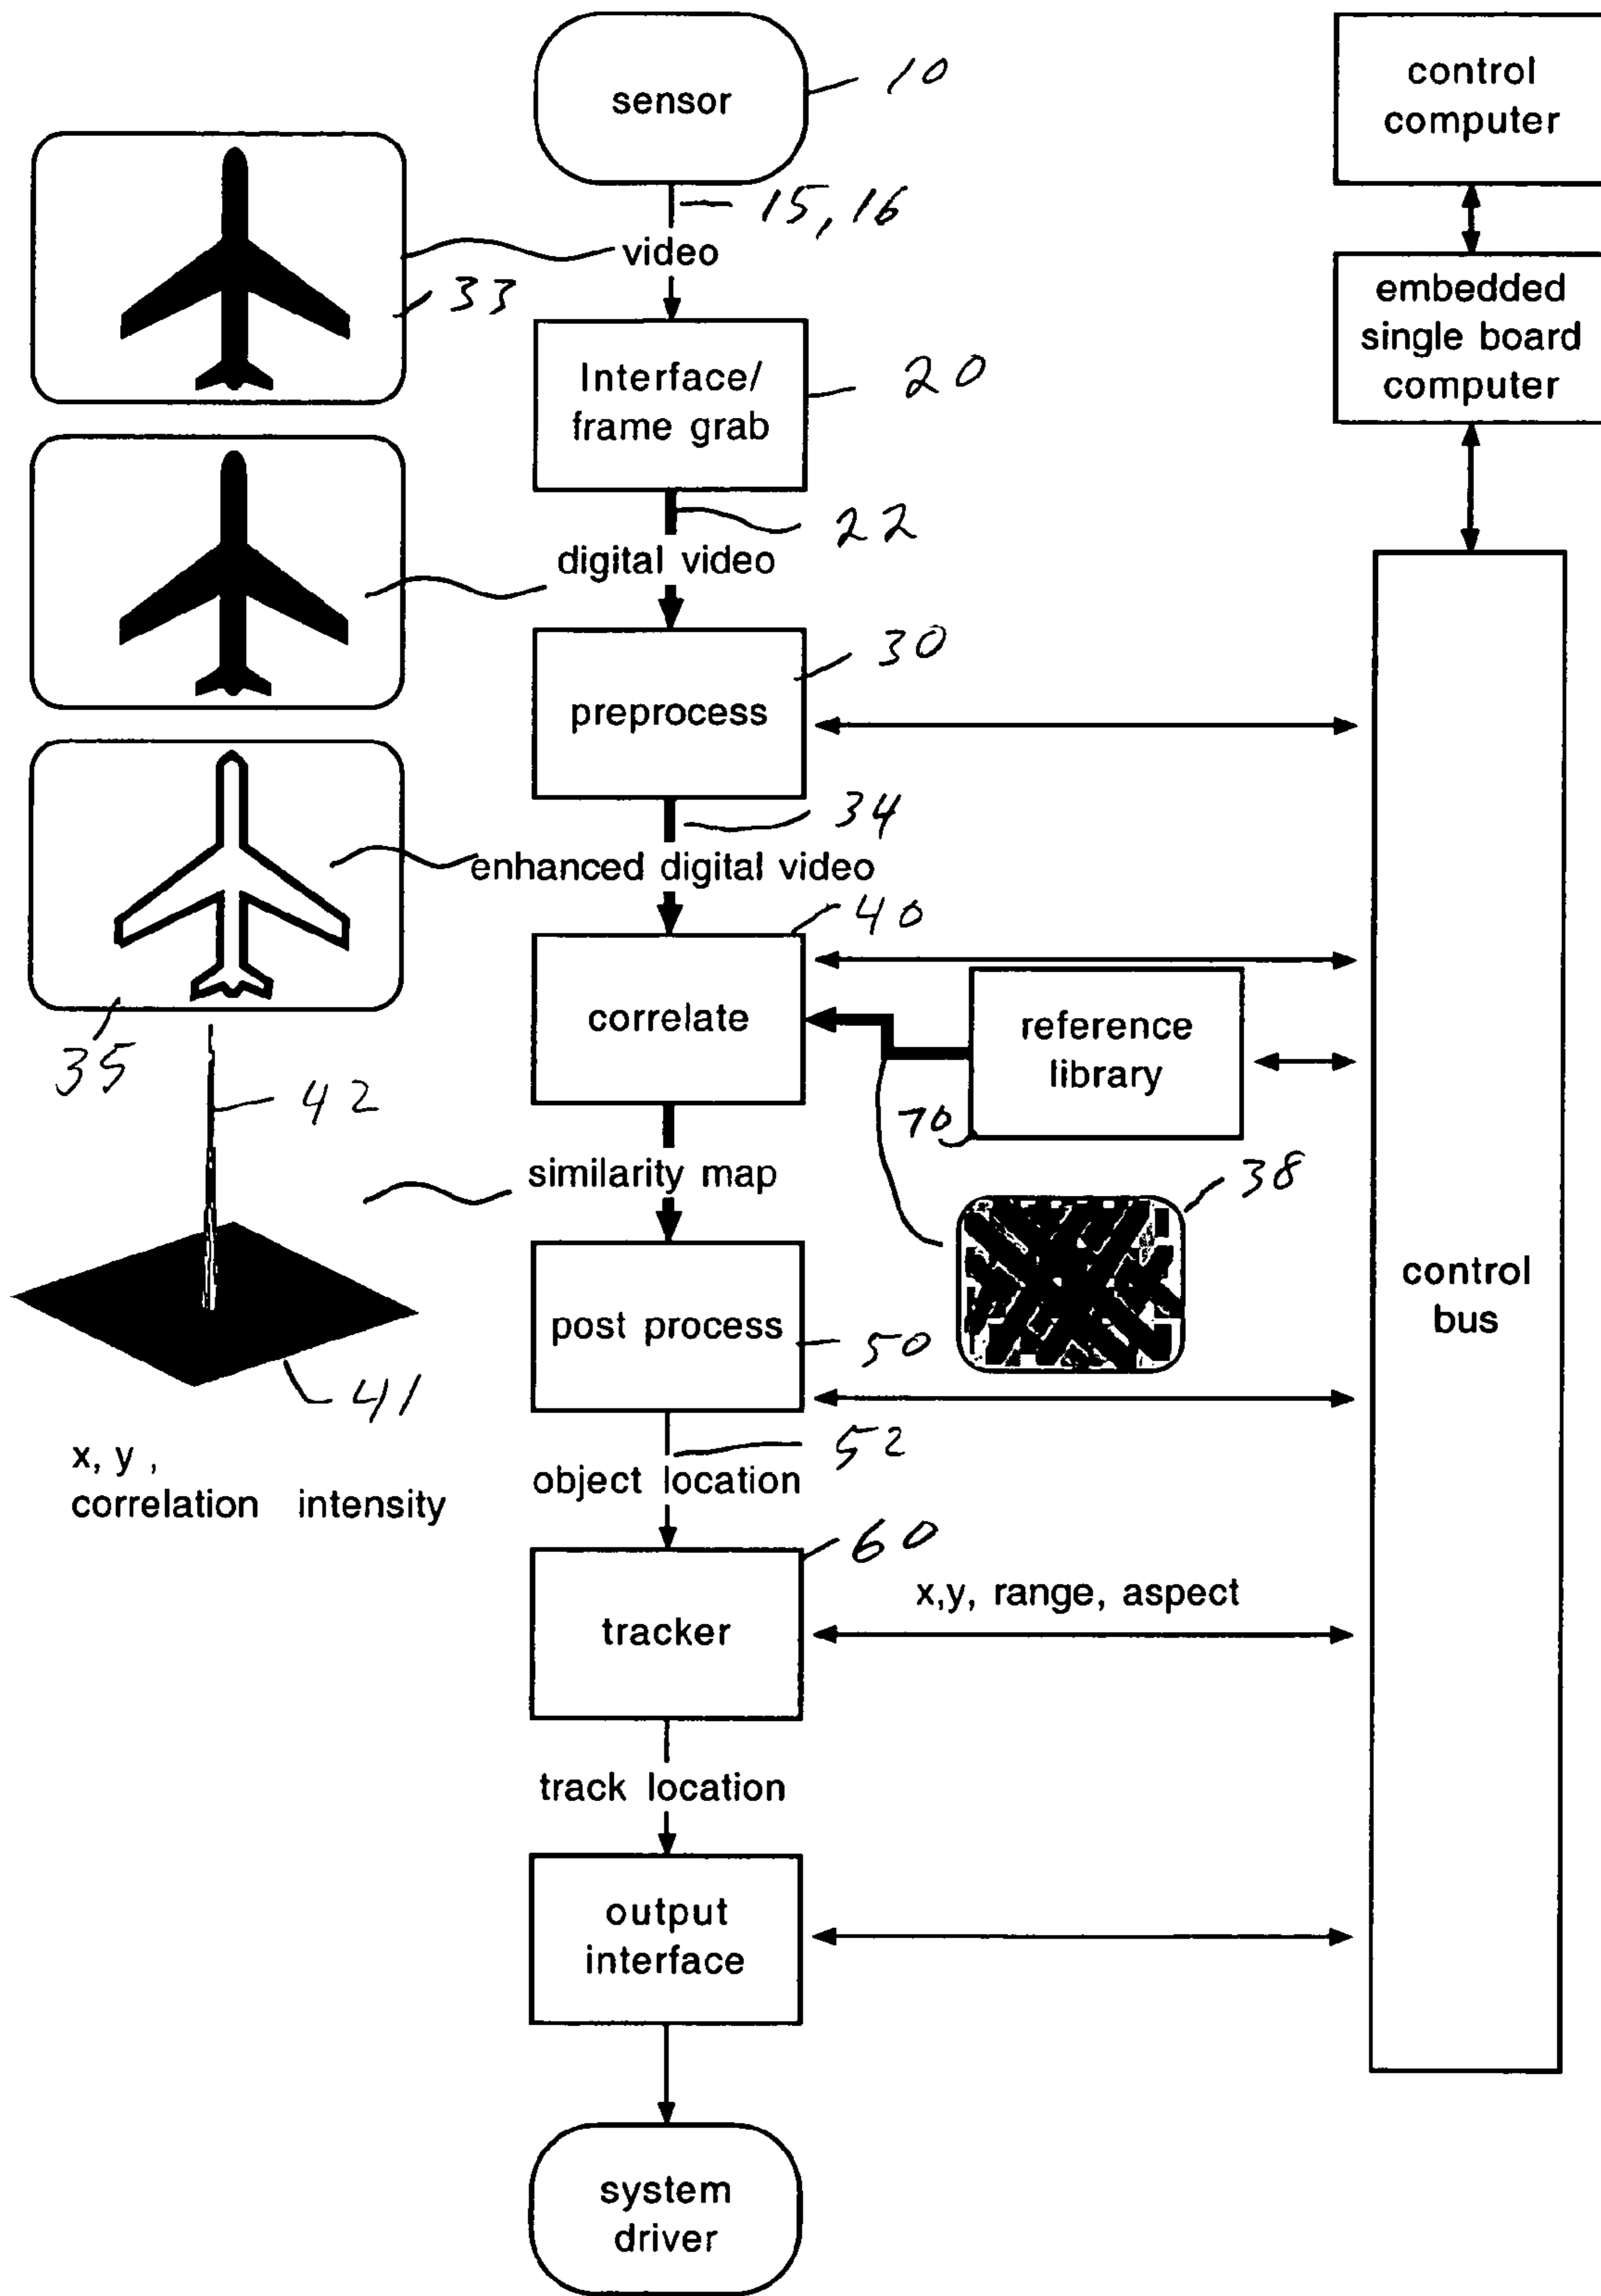 sensor
10
control
computer
15, 16
video
33
embedded
single board
computer
Interface/
frame grab
20
22
digital video
preprocess
30
34
enhanced digital video
35
40
correlate
reference
library
70
42
similarity map
38
post process
50
control
bus
41
x, y ,
correlation intensity
52
object location
60
tracker
x,y, range, aspect
track location
output
interface
system
driver